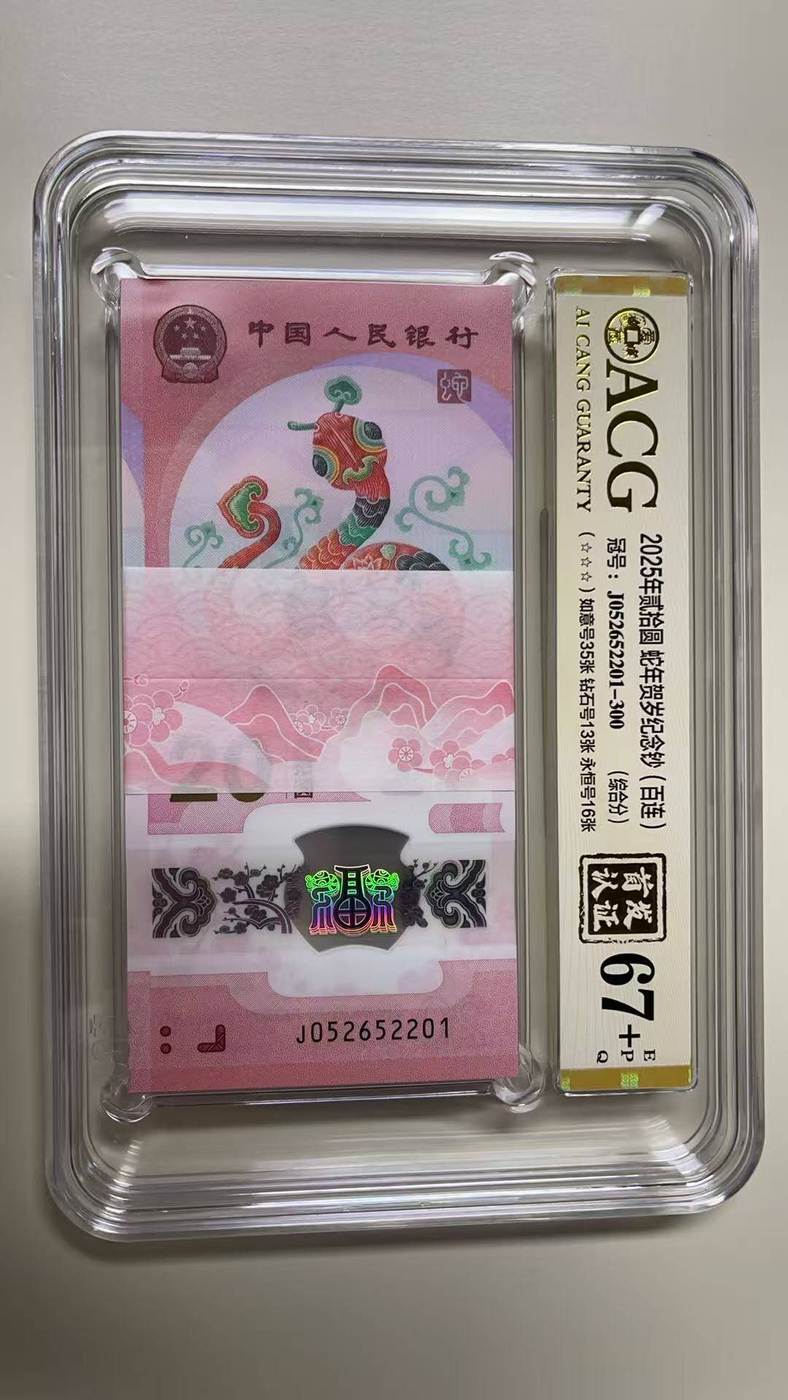 中国人民银行
蛇
20
J052652201
ACG
AI CANG GUARANTY
2025年贰拾圆 蛇年贺岁纪念钞（百连）
冠号：J052652201-300 （综合分）
（☆☆☆）如意号35张 钻石号13张 永恒号16张
首发
认证
67+
EPQ